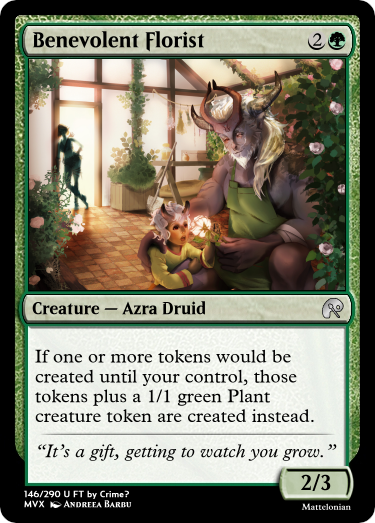 Benevolent Florist 2
Creature — Azra Druid
If one or more tokens would be
created until your control, those
tokens plus a 1/1 green Plant
creature token are created instead.
“It’s a gift, getting to watch you grow.”
2/3
146/290 U FT by Crime?
MVX Andreea Barbu
Mattelonian